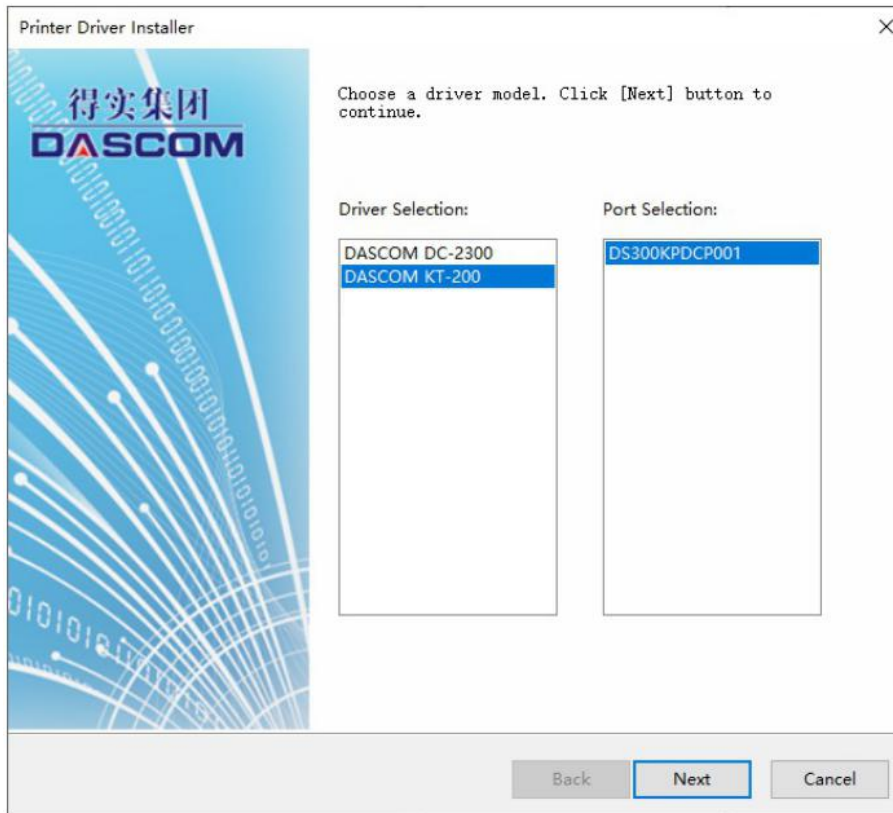 Printer Driver Installer
得实集团
DASCOM
Choose a driver model. Click [Next] button to
continue.
Driver Selection:
Port Selection:
DASCOM DC-2300
DASCOM KT-200
DS300KPDCP001
Back
Next
Cancel